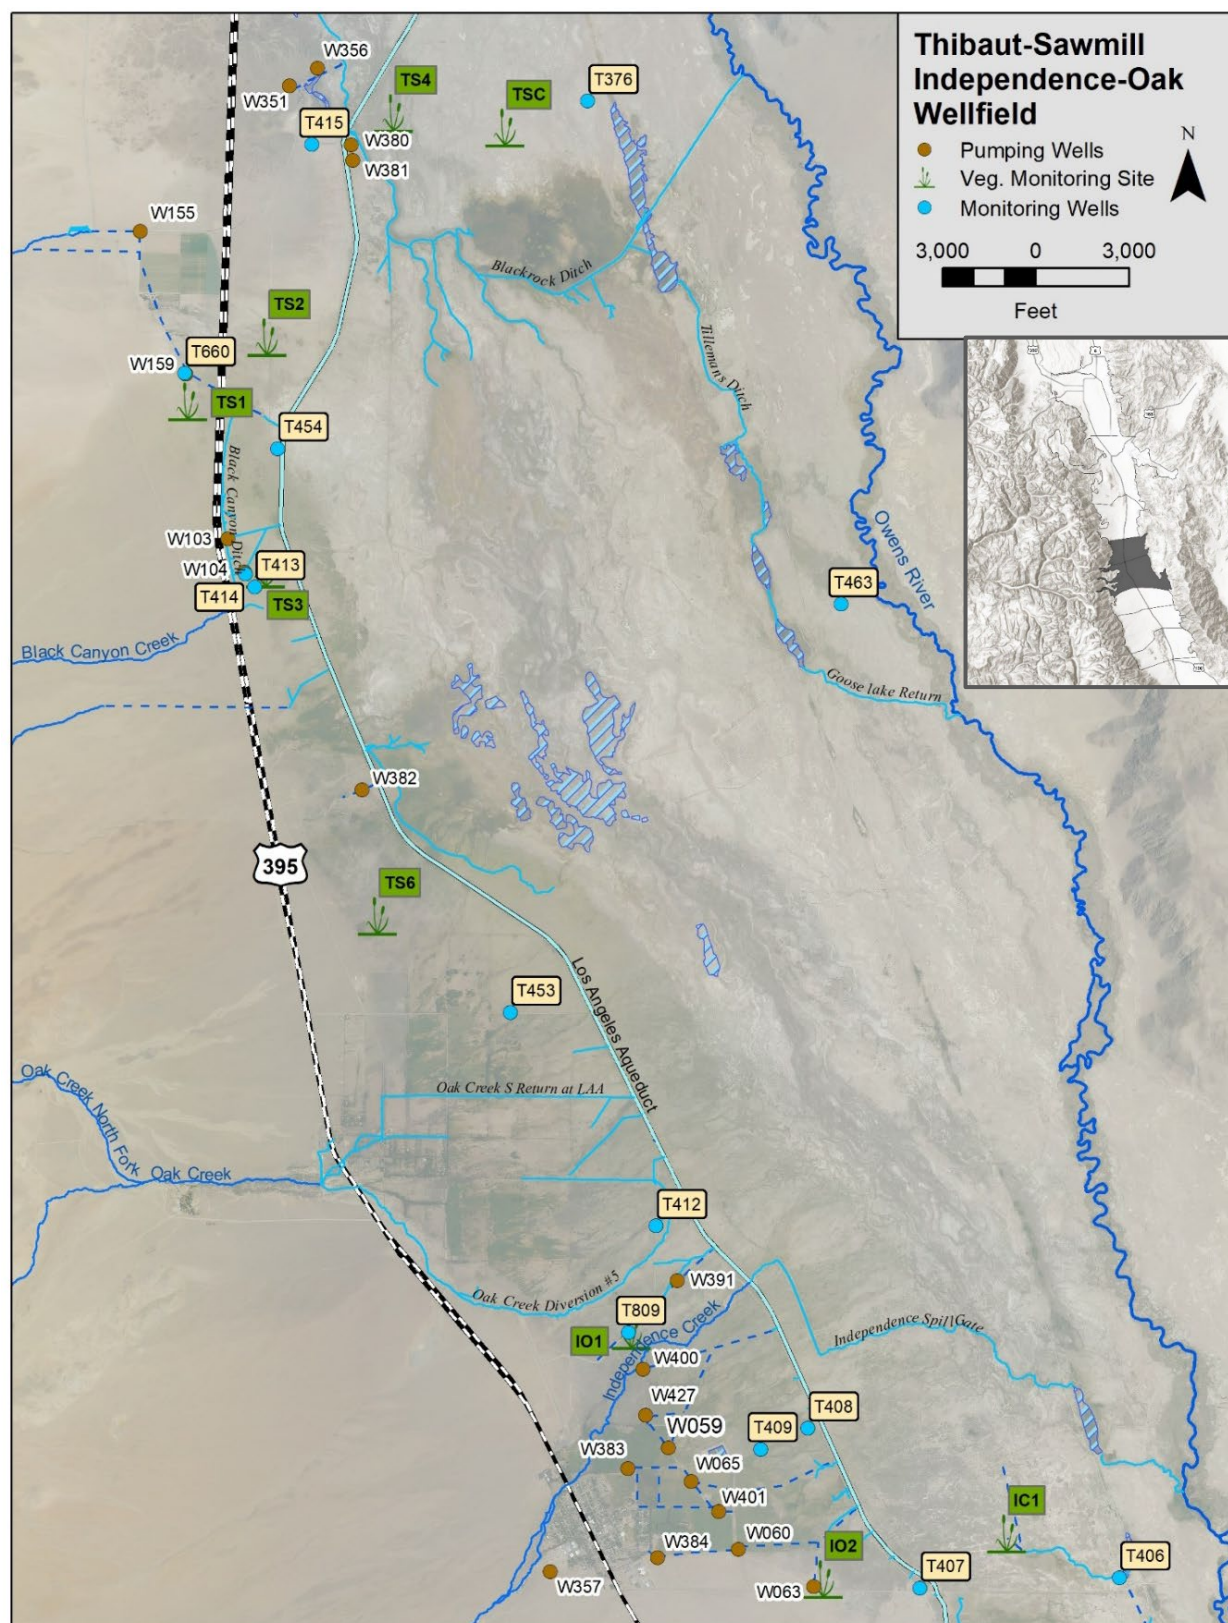 Thibaut-Sawmill
Independence-Oak
Wellfield
N
Pumping Wells
Veg. Monitoring Site
Monitoring Wells
3,000 0 3,000
Feet
W356
W351
TS4
TSC
T376
T415
W380
W381
W155
Blackrock Ditch
TS2
T660
W159
TS1
Tillemans Ditch
T454
Black Canyon Ditch
W103
W104
T413
T414
TS3
T463
Owens River
Black Canyon Creek
Goose lake Return
W382
395
TS6
T453
Los Angeles Aqueduct
Oak Creek S Return at LAA
Oak Creek North Fork
Oak Creek
T412
W391
Oak Creek Diversion #5
T809
IO1
Independence Creek
Independence SpillGate
W400
W427
W059
T409
T408
W383
W065
W401
IC1
W060
W384
IO2
W357
W063
T407
T406